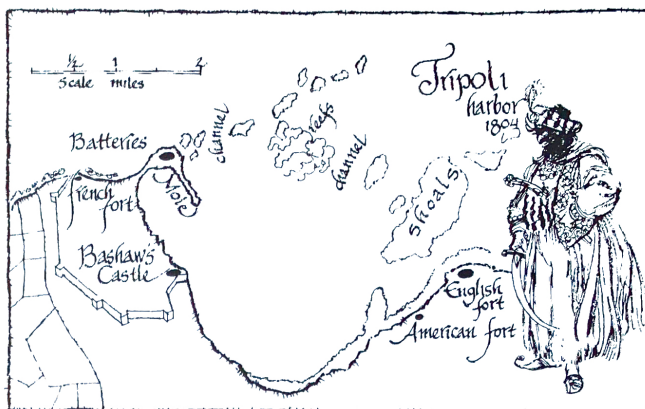 Tripoli
harbor
1804
1/2 1 2
Scale miles
channel
reefs
channel
Batteries
French
fort
Mole
Shoals
Bashaw's
Castle
English
fort
American fort